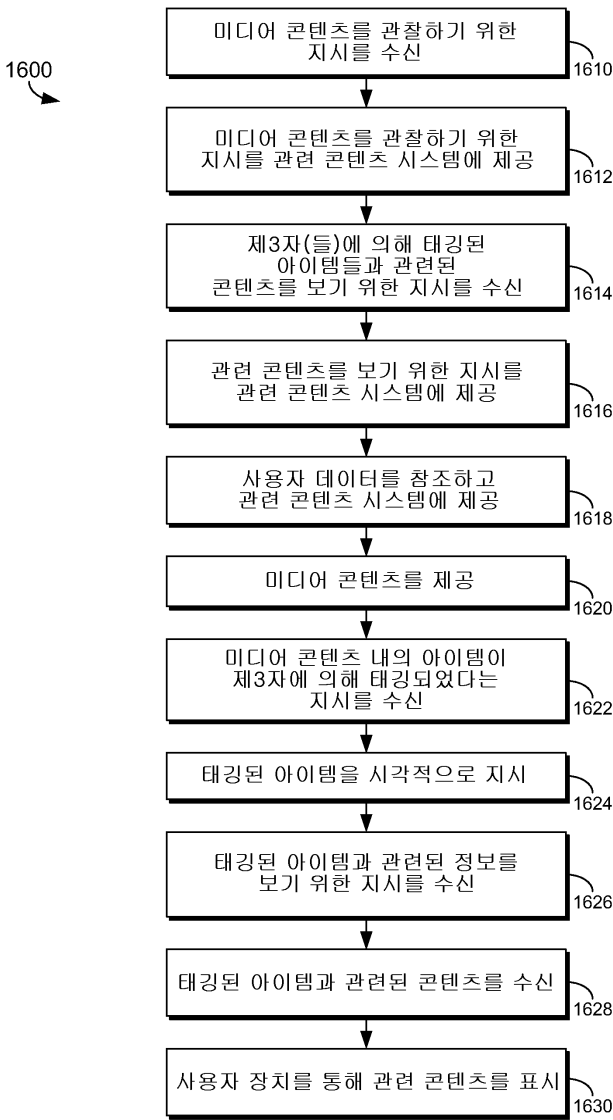 1600
미디어 콘텐츠를 관찰하기 위한
지시를 수신
1610
미디어 콘텐츠를 관찰하기 위한
지시를 관련 콘텐츠 시스템에 제공
1612
제3자(들)에 의해 태깅된
아이템들과 관련된
콘텐츠를 보기 위한 지시를 수신
1614
관련 콘텐츠를 보기 위한 지시를
관련 콘텐츠 시스템에 제공
1616
사용자 데이터를 참조하고
관련 콘텐츠 시스템에 제공
1618
미디어 콘텐츠를 제공
1620
미디어 콘텐츠 내의 아이템이
제3자에 의해 태깅되었다는
지시를 수신
1622
태깅된 아이템을 시각적으로 지시
1624
태깅된 아이템과 관련된 정보를
보기 위한 지시를 수신
1626
태깅된 아이템과 관련된 콘텐츠를 수신
1628
사용자 장치를 통해 관련 콘텐츠를 표시
1630